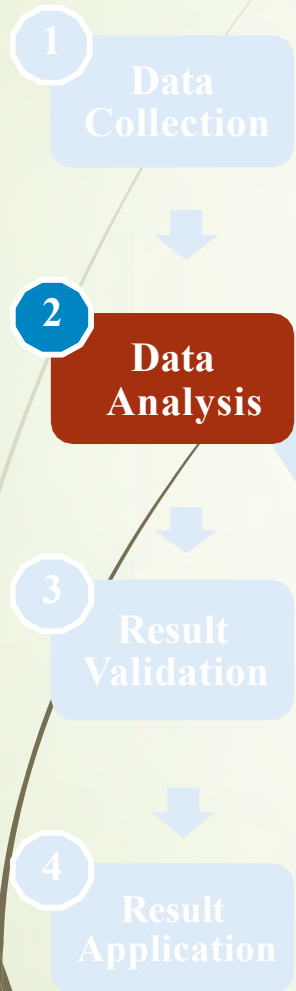 1
Data
Collection
2
Data
Analysis
3
Result
Validation
4
Result
Application